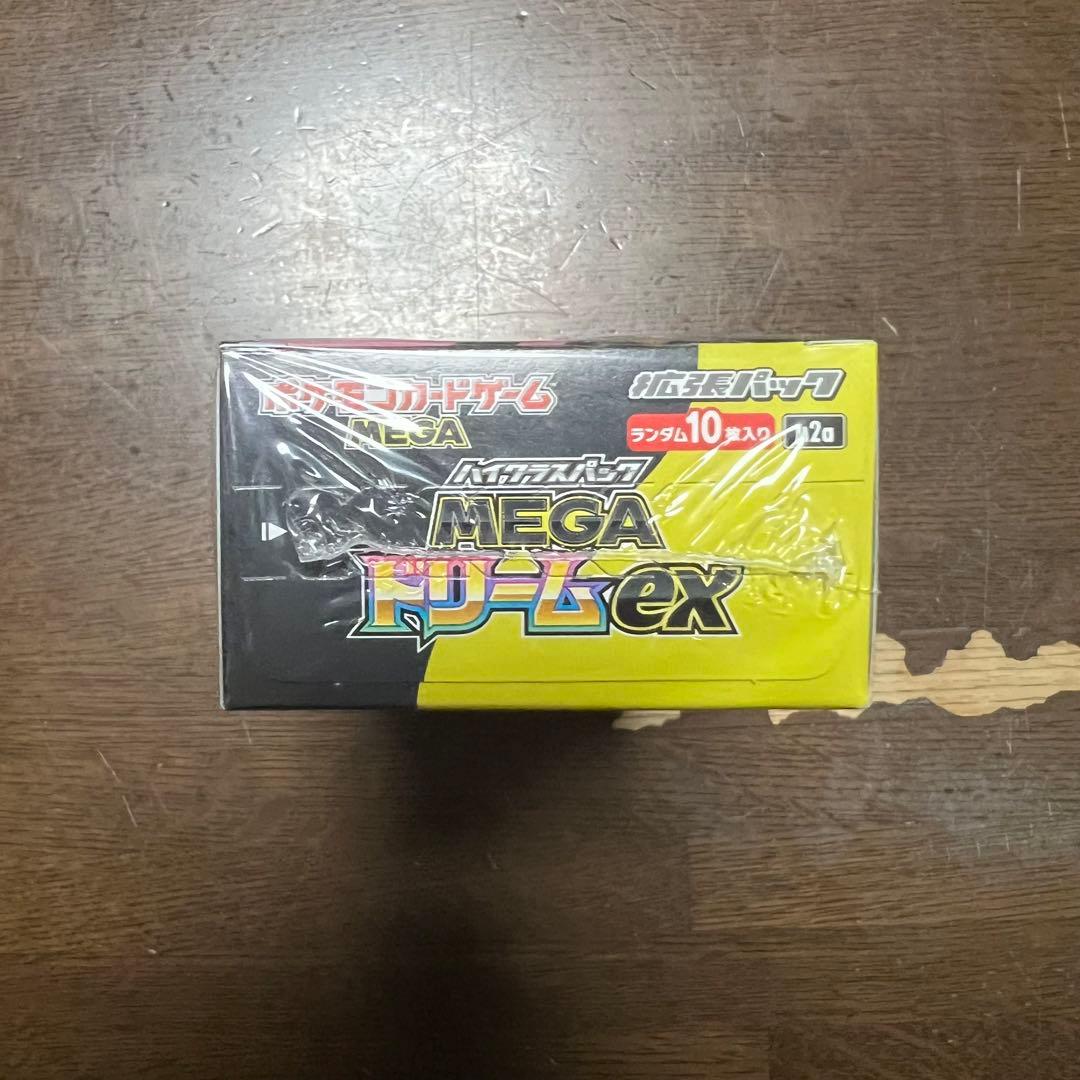 ポケモンカードゲーム
MEGA
拡張パック
ランダム10枚入り
M2a
ハイクラスパック
MEGA
ドリームex